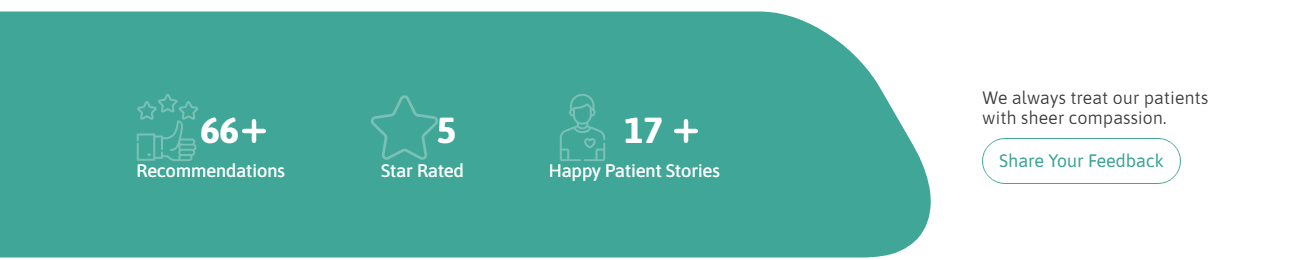 66+
Recommendations
5
Star Rated
17 +
Happy Patient Stories
We always treat our patients
with sheer compassion.
Share Your Feedback